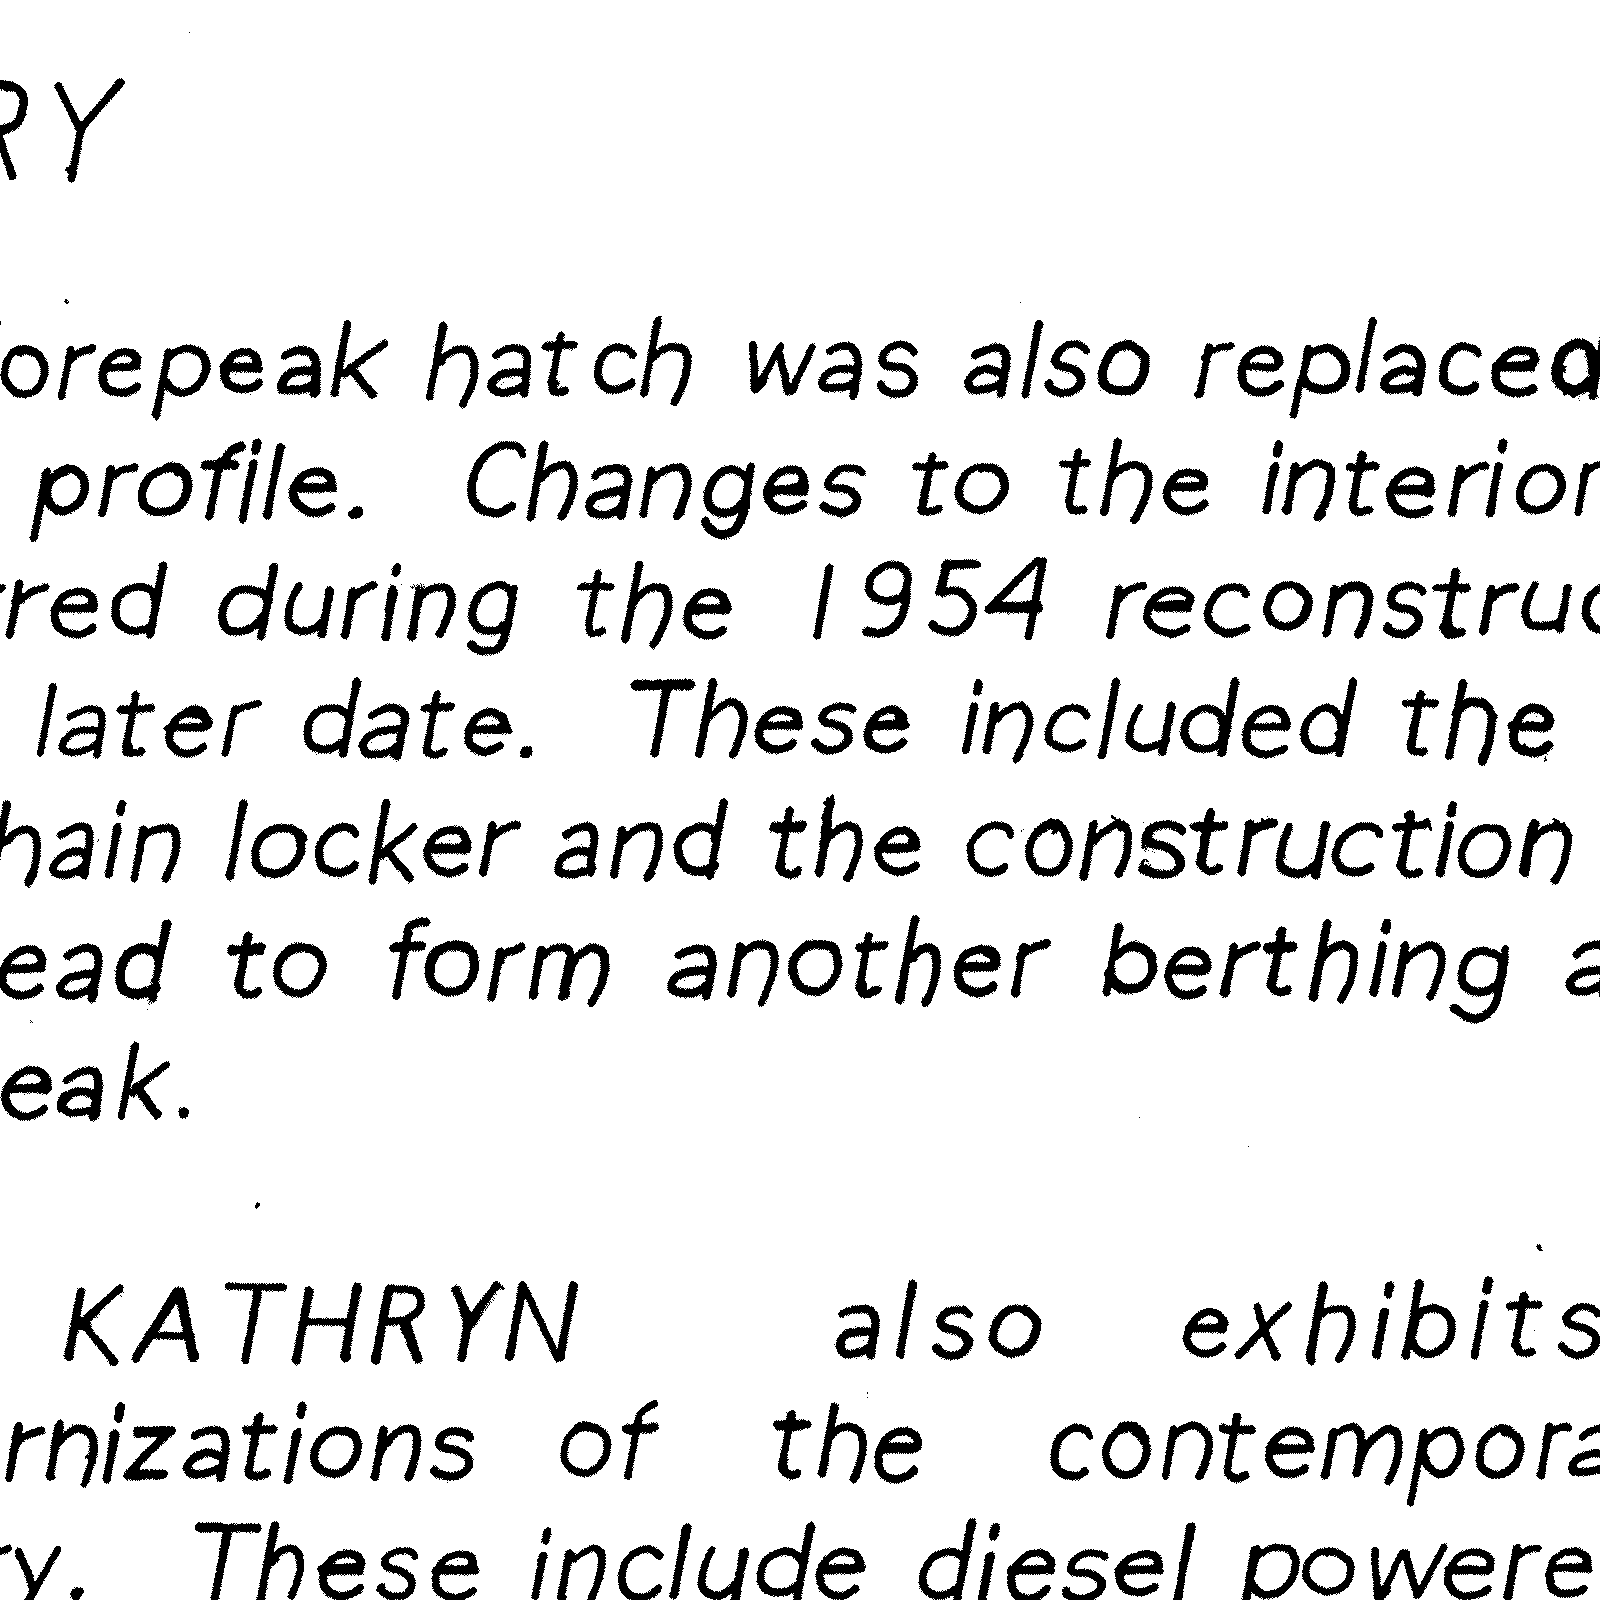 RY
orepeak hatch was also replaced
profile. Changes to the interior
rred during the 1954 reconstruc
later date. These included the
hain locker and the construction
ead to form another berthing a
eak.
KATHRYN also exhibits
rnizations of the contempora
ry. These include diesel powere